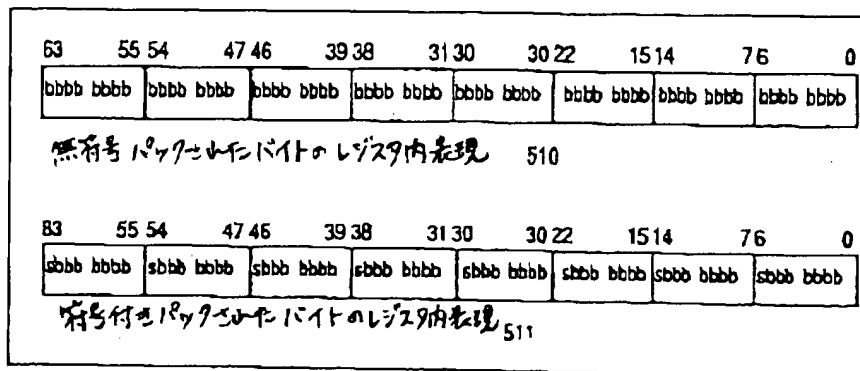 63 55 54 47 46 39 38 31 30 30 22 15 14 7 6 0
bbbb bbbb bbbb bbbb bbbb bbbb bbbb bbbb bbbb bbbb bbbb bbbb bbbb bbbb bbbb bbbb
無符号パックされたバイトのレジスタ内表現 510
83 55 54 47 46 39 38 31 30 30 22 15 14 7 6 0
sbbb bbbb sbbb bbbb sbbb bbbb sbbb bbbb sbbb bbbb sbbb bbbb sbbb bbbb sbbb bbbb
符号付きパックされたバイトのレジスタ内表現 511